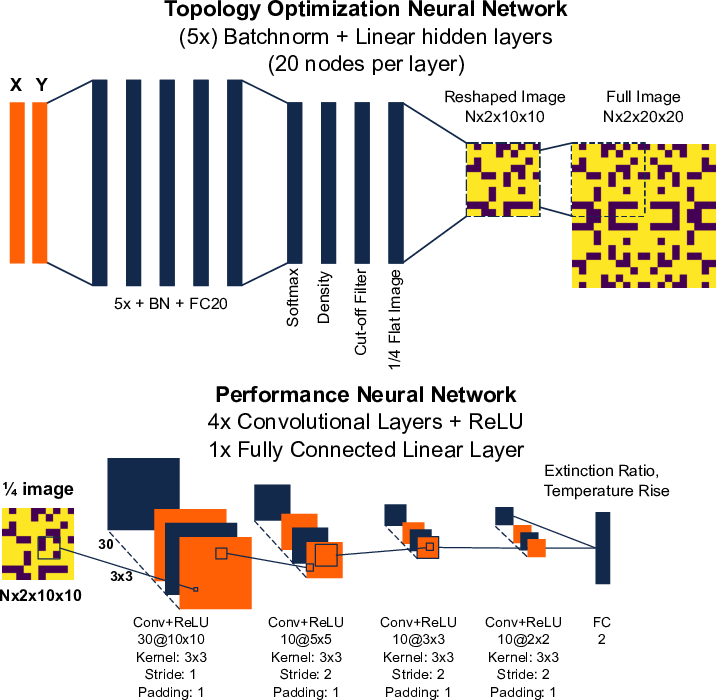 Topology Optimization Neural Network
(5x) Batchnorm + Linear hidden layers
(20 nodes per layer)
X Y
Reshaped Image
Nx2x10x10
Full Image
Nx2x20x20
5x + BN + FC20
Softmax
Density
Cut-off Filter
1/4 Flat Image
Performance Neural Network
4x Convolutional Layers + ReLU
1x Fully Connected Linear Layer
Extinction Ratio,
Temperature Rise
¼ image
Nx2x10x10
30
3x3
Conv+ReLU
30@10x10
Kernel: 3x3
Stride: 1
Padding: 1
Conv+ReLU
10@5x5
Kernel: 3x3
Stride: 2
Padding: 1
Conv+ReLU
10@3x3
Kernel: 3x3
Stride: 2
Padding: 1
Conv+ReLU
10@2x2
Kernel: 3x3
Stride: 2
Padding: 1
FC
2